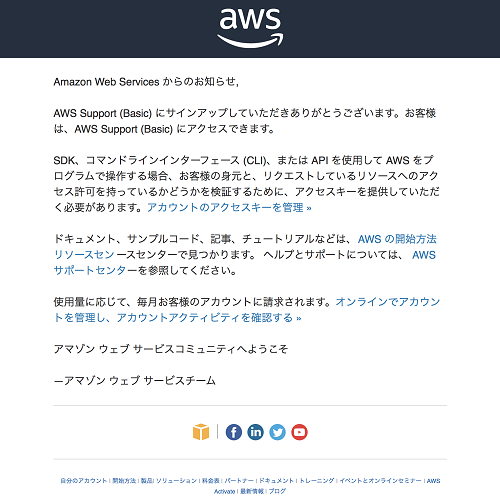 aws
Amazon Web Services からのお知らせ,
AWS Support (Basic) にサインアップしていただきありがとうございます。お客様
は、AWS Support (Basic) にアクセスできます。
SDK、コマンドラインインターフェース (CLI)、または API を使用して AWS をプ
ログラムで操作する場合、お客様の身元と、リクエストしているリソースへのアク
セス許可を持っているかどうかを検証するために、アクセスキーを提供していただ
く必要があります。アカウントのアクセスキーを管理 »
ドキュメント、サンプルコード、記事、チュートリアルなどは、AWS の開始方法
リソースセン ースセンターで見つかります。 ヘルプとサポートについては、 AWS
サポートセンターを参照してください。
使用量に応じて、毎月お客様のアカウントに請求されます。オンラインでアカウン
トを管理し、アカウントアクティビティを確認する »
アマゾン ウェブ サービスコミュニティへようこそ
—アマゾン ウェブ サービスチーム
自分のアカウント | 開始方法 | 製品| ソリューション | 料金表 | パートナー | ドキュメント | トレーニング | イベントとオンラインセミナー | AWS
Activate | 最新情報 | ブログ